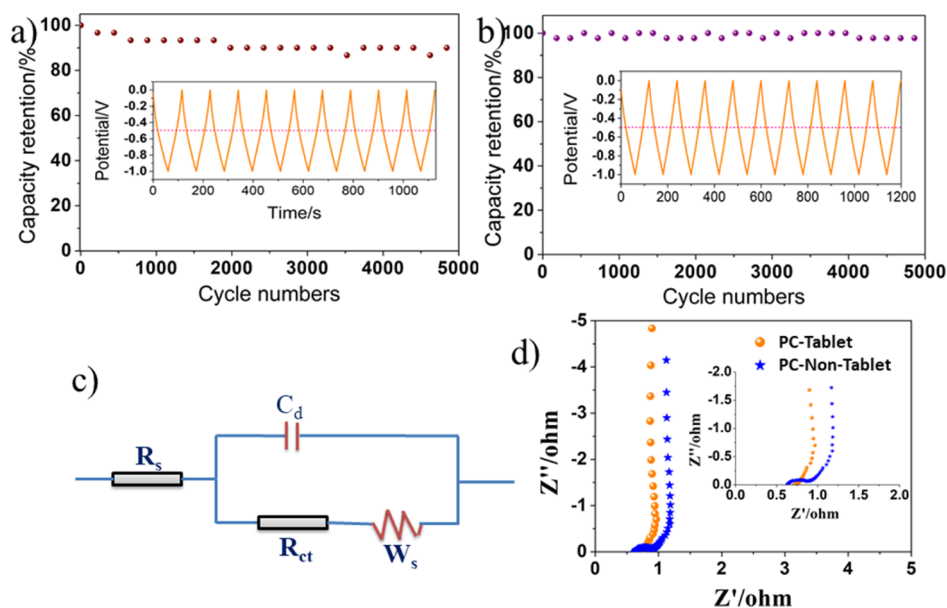 a)
Capacity retention/%
100
80
60
40
20
0
0 1000 2000 3000 4000 5000
Cycle numbers
Potential/V
0.0
-0.2
-0.4
-0.6
-0.8
-1.0
0 200 400 600 800 1000
Time/s
b)
Capacity retention/%
100
80
60
40
20
0
0 1000 2000 3000 4000 5000
Cycle numbers
Potential/V
0.0
-0.2
-0.4
-0.6
-0.8
-1.0
0 200 400 600 800 1000 1200
c)
Rs
Cd
Rct
Ws
d)
Z''/ohm
-5
-4
-3
-2
-1
0
0 1 2 3 4 5
Z'/ohm
PC-Tablet
PC-Non-Tablet
Z''/ohm
-2.0
-1.5
-1.0
-0.5
0.0
0.0 0.5 1.0 1.5 2.0
Z'/ohm